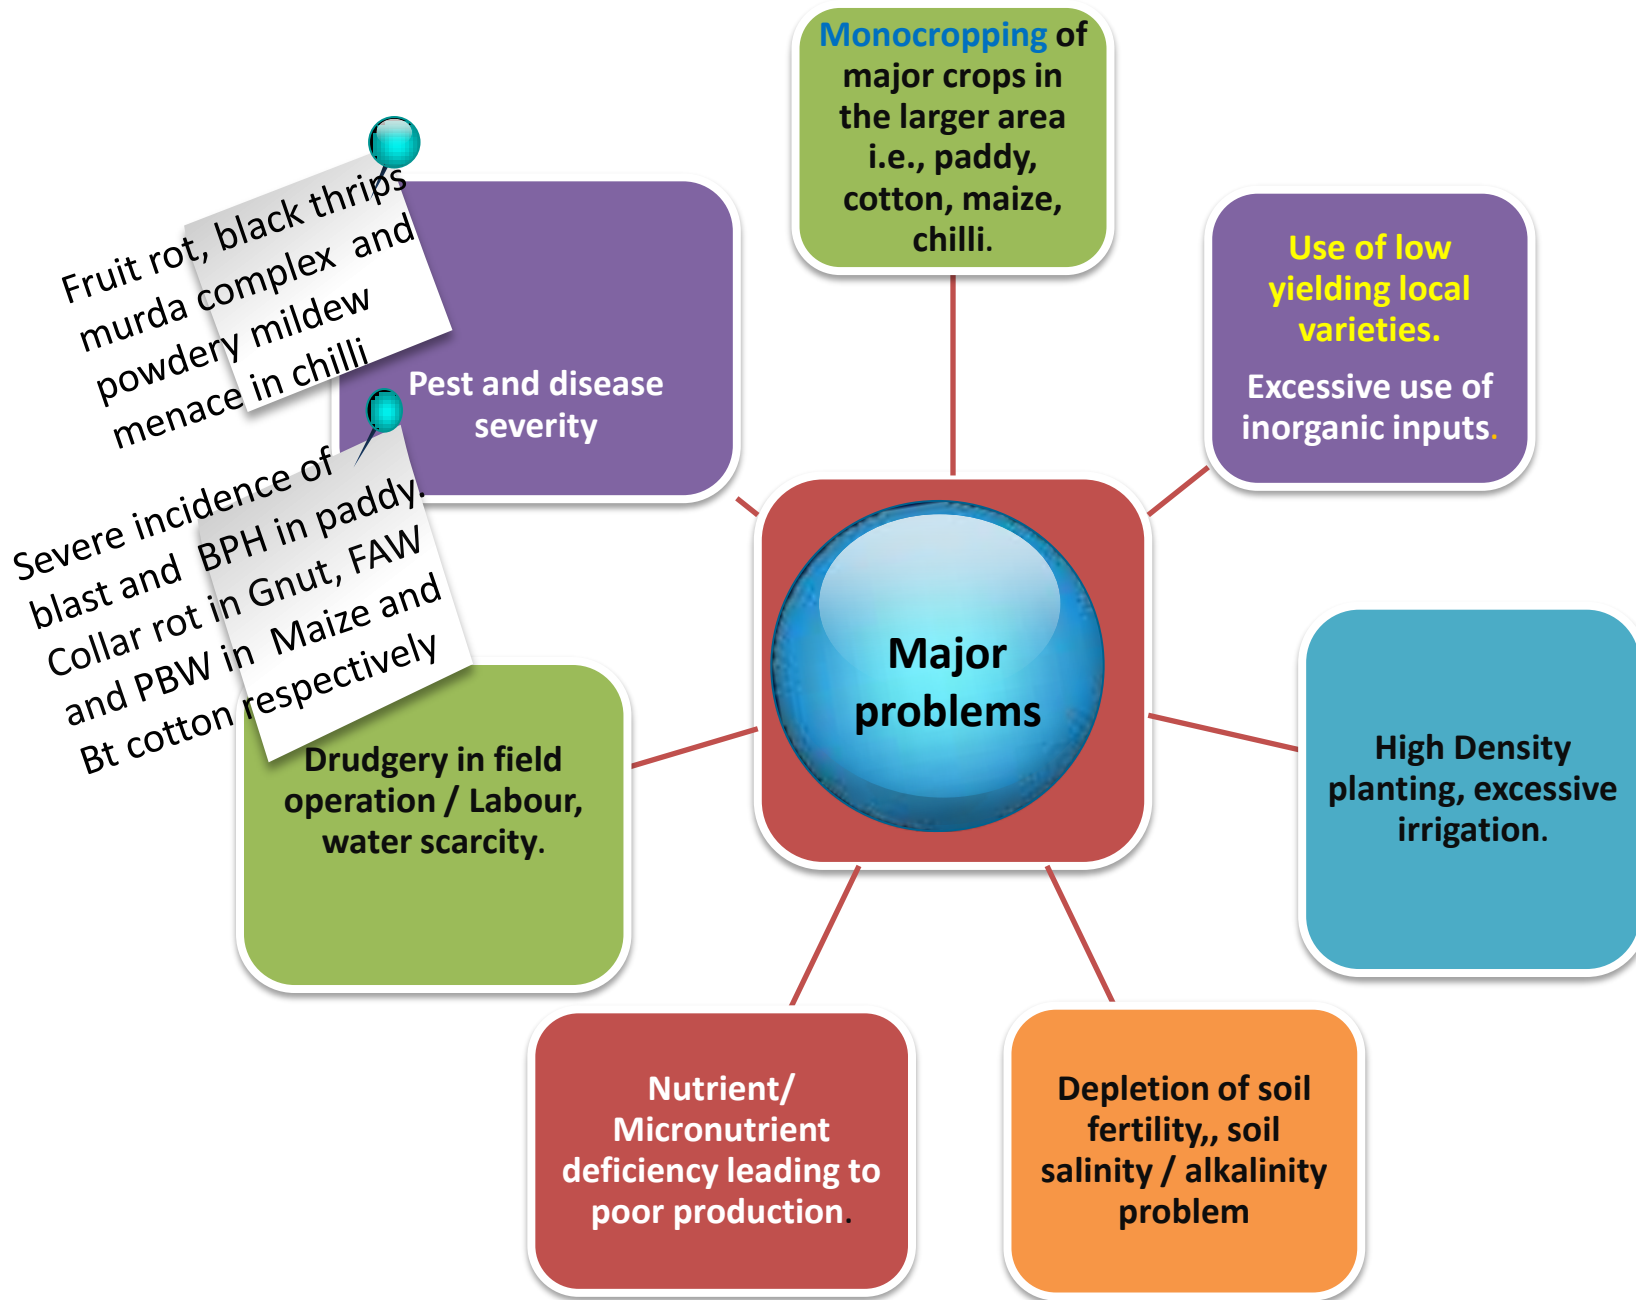 Monocropping of
major crops in
the larger area
i.e., paddy,
cotton, maize,
chilli.
Fruit rot, black thrips
murda complex and
powdery mildew
menace in chilli
Pest and disease
severity
Use of low
yielding local
varieties.
Excessive use of
inorganic inputs.
Severe incidence of
blast and BPH in paddy.
Collar rot in Gnut, FAW
and PBW in Maize and
Bt cotton respectively
Major
problems
Drudgery in field
operation / Labour,
water scarcity.
High Density
planting, excessive
irrigation.
Nutrient/
Micronutrient
deficiency leading to
poor production.
Depletion of soil
fertility,, soil
salinity / alkalinity
problem